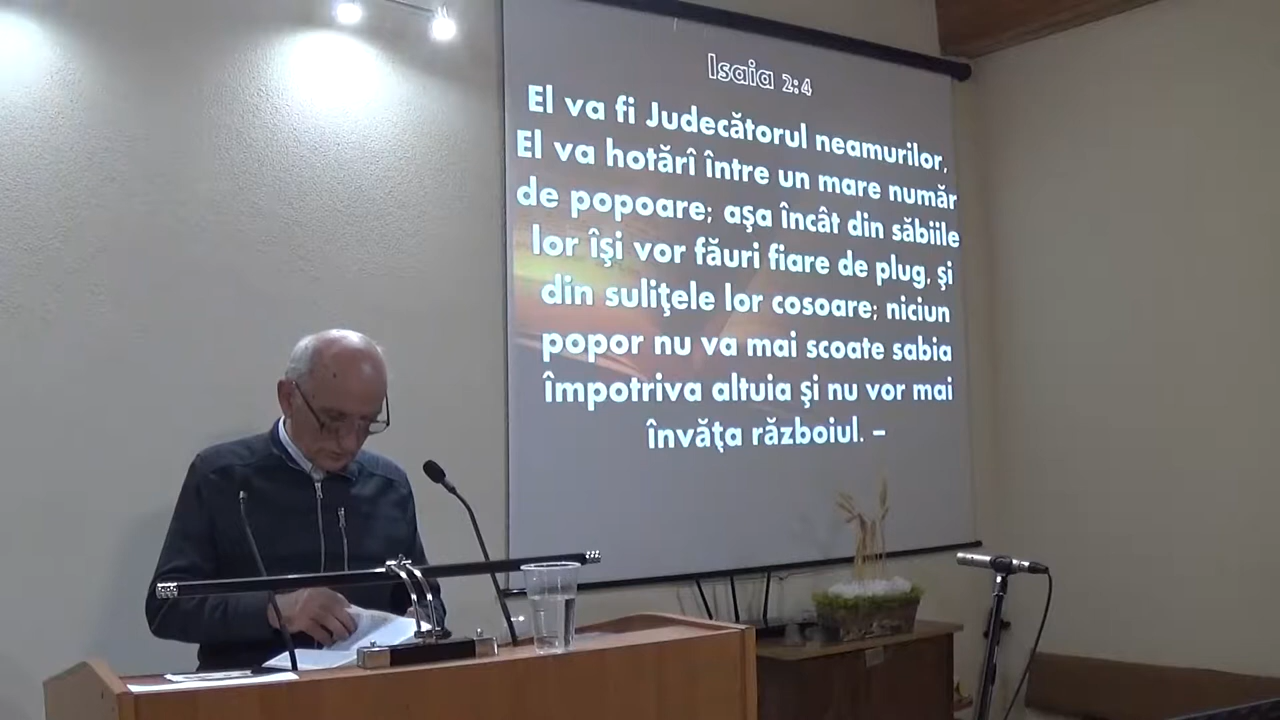 Isaia 2:4
El va fi Judecătorul neamurilor,
El va hotărî între un mare număr
de popoare; aşa încât din săbiile
lor îşi vor făuri fiare de plug, şi
din suliţele lor cosoare; niciun
popor nu va mai scoate sabia
împotriva altuia şi nu vor mai
învăţa războiul. –